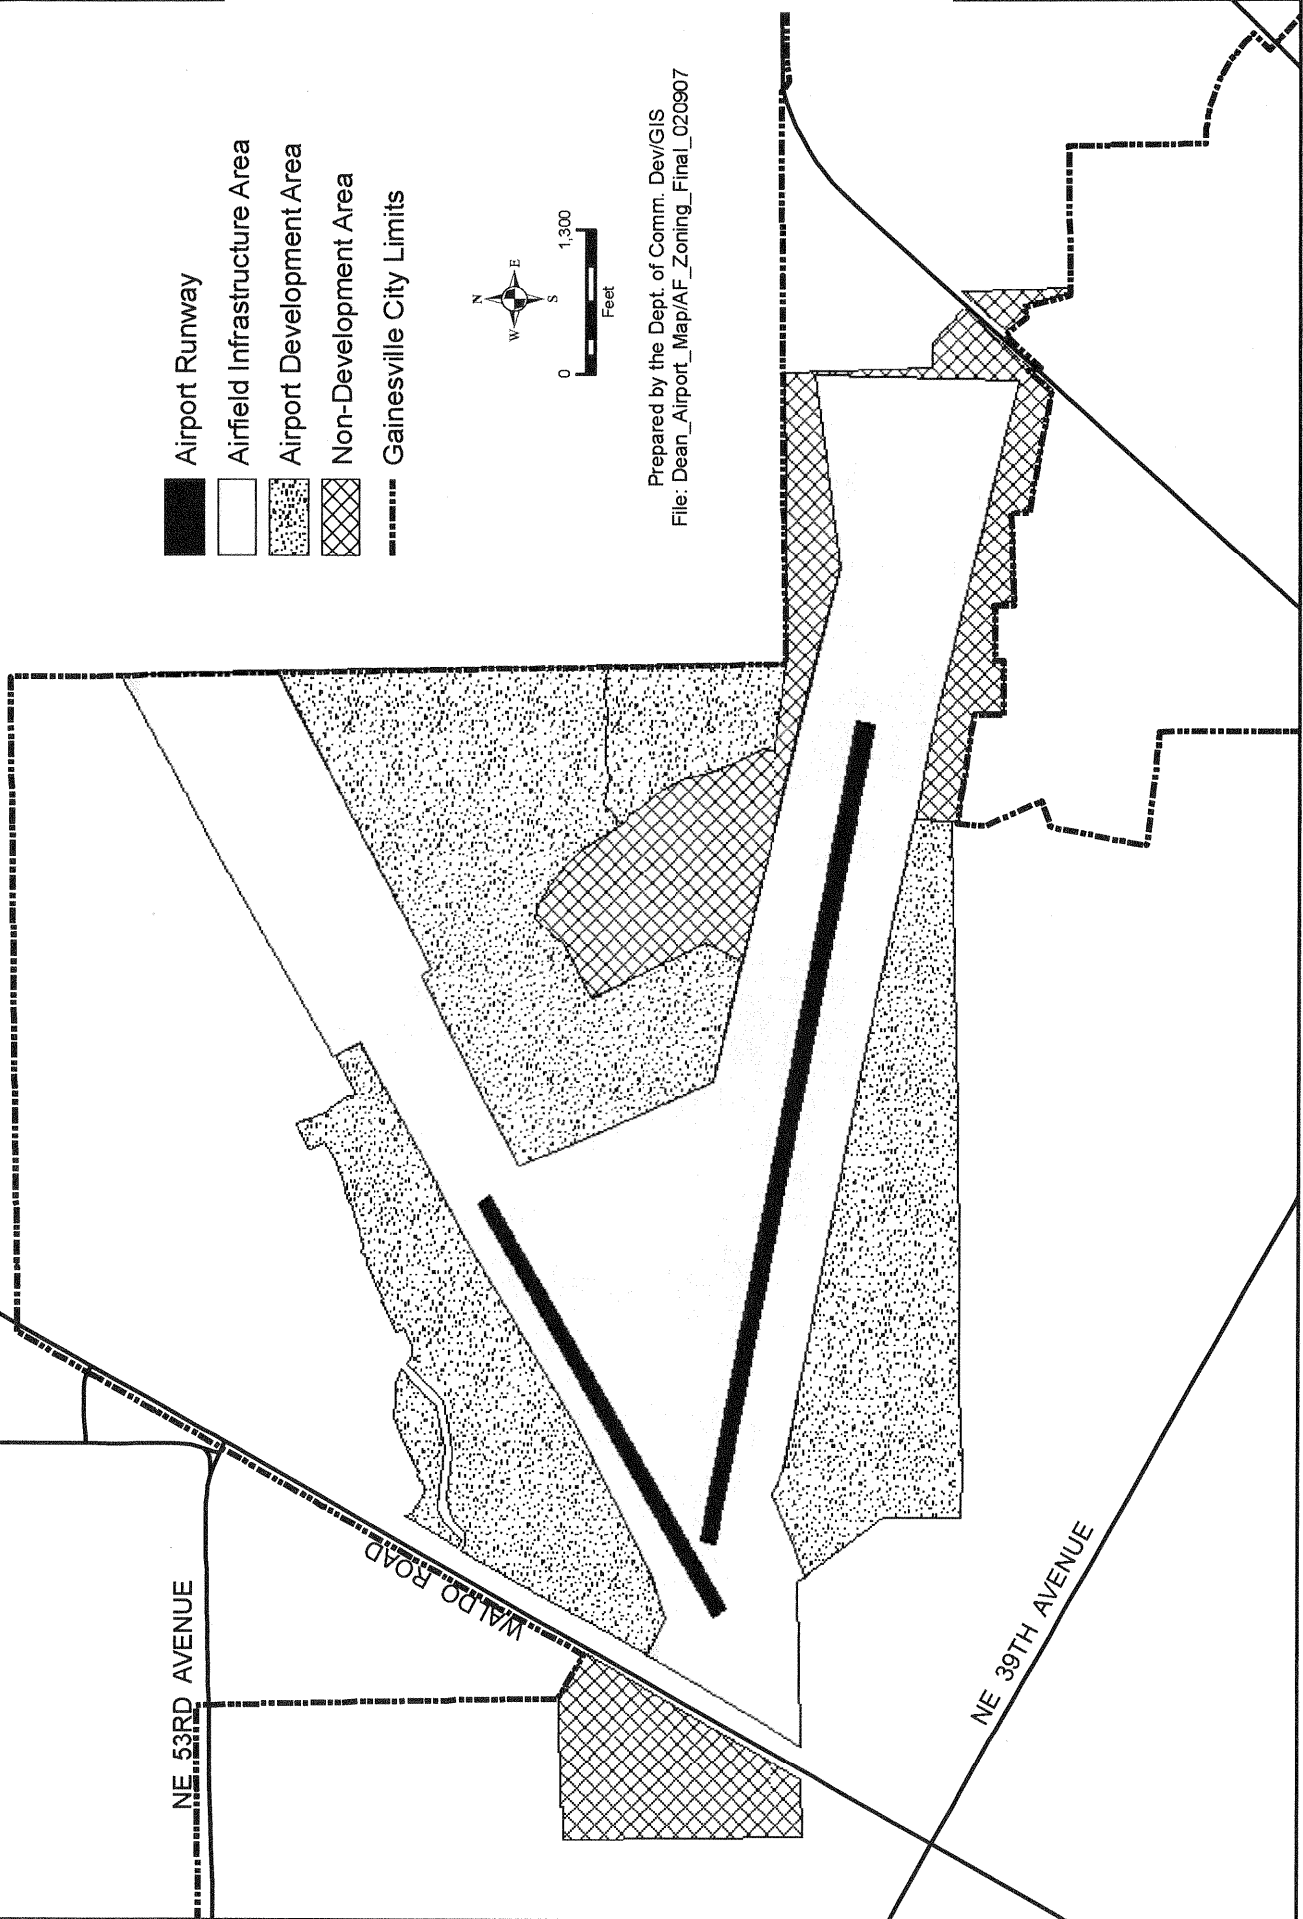 Airport Runway
Airfield Infrastructure Area
Airport Development Area
Non-Development Area
Gainesville City Limits
N
W
E
S
0
1,300
Feet
Prepared by the Dept. of Comm. Dev/GIS
File: Dean_Airport_Map/AF_Zoning_Final_020907
NE 53RD AVENUE
WALDO ROAD
NE 39TH AVENUE